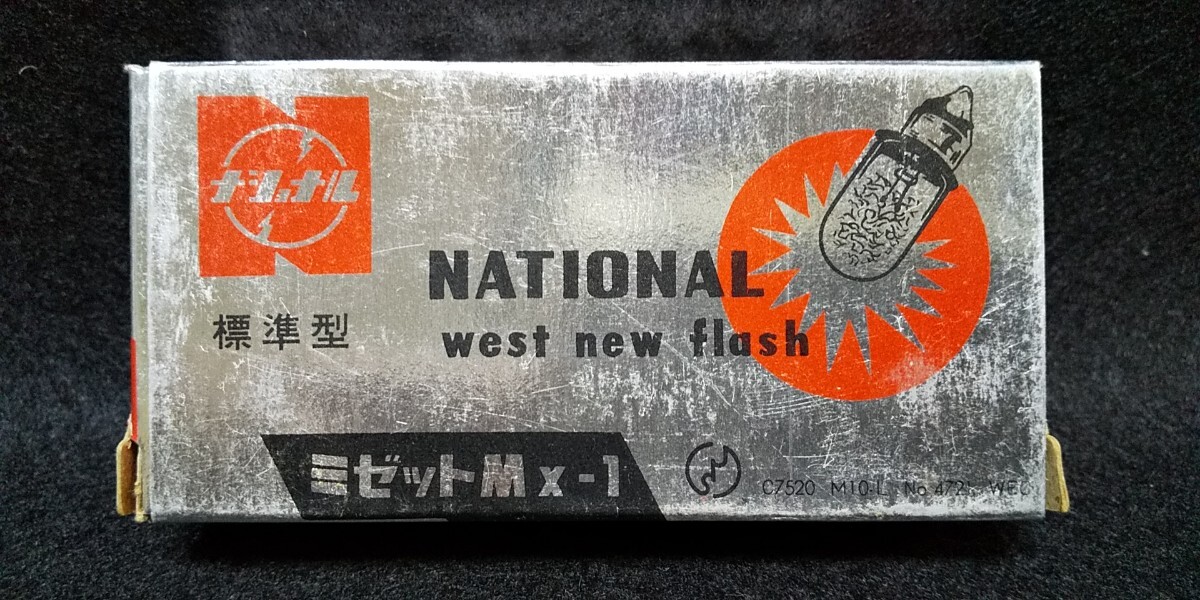 ナショナル
標準型
NATIONAL
west new flash
ミゼットMx-1
C7520 M10-L No.4721 WEC